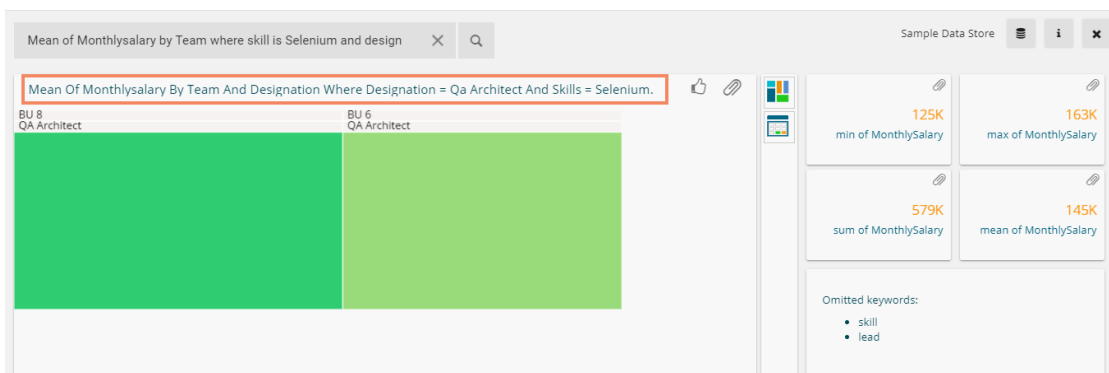 Mean of Monthlysalary by Team where skill is Selenium and design
Sample Data Store
Mean Of Monthlysalary By Team And Designation Where Designation = Qa Architect And Skills = Selenium.
BU 8
QA Architect
BU 6
QA Architect
125K
min of MonthlySalary
163K
max of MonthlySalary
579K
sum of MonthlySalary
145K
mean of MonthlySalary
Omitted keywords:
• skill
• lead